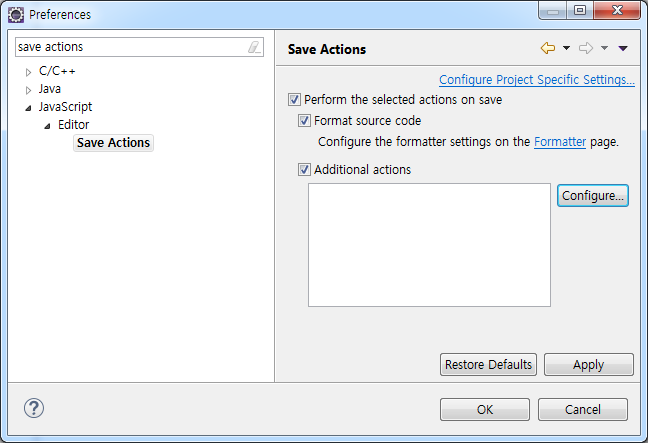 Preferences
save actions
C/C++
Java
JavaScript
Editor
Save Actions
Save Actions
Configure Project Specific Settings...
Perform the selected actions on save
Format source code
Configure the formatter settings on the Formatter page.
Additional actions
Configure...
Restore Defaults
Apply
?
OK
Cancel